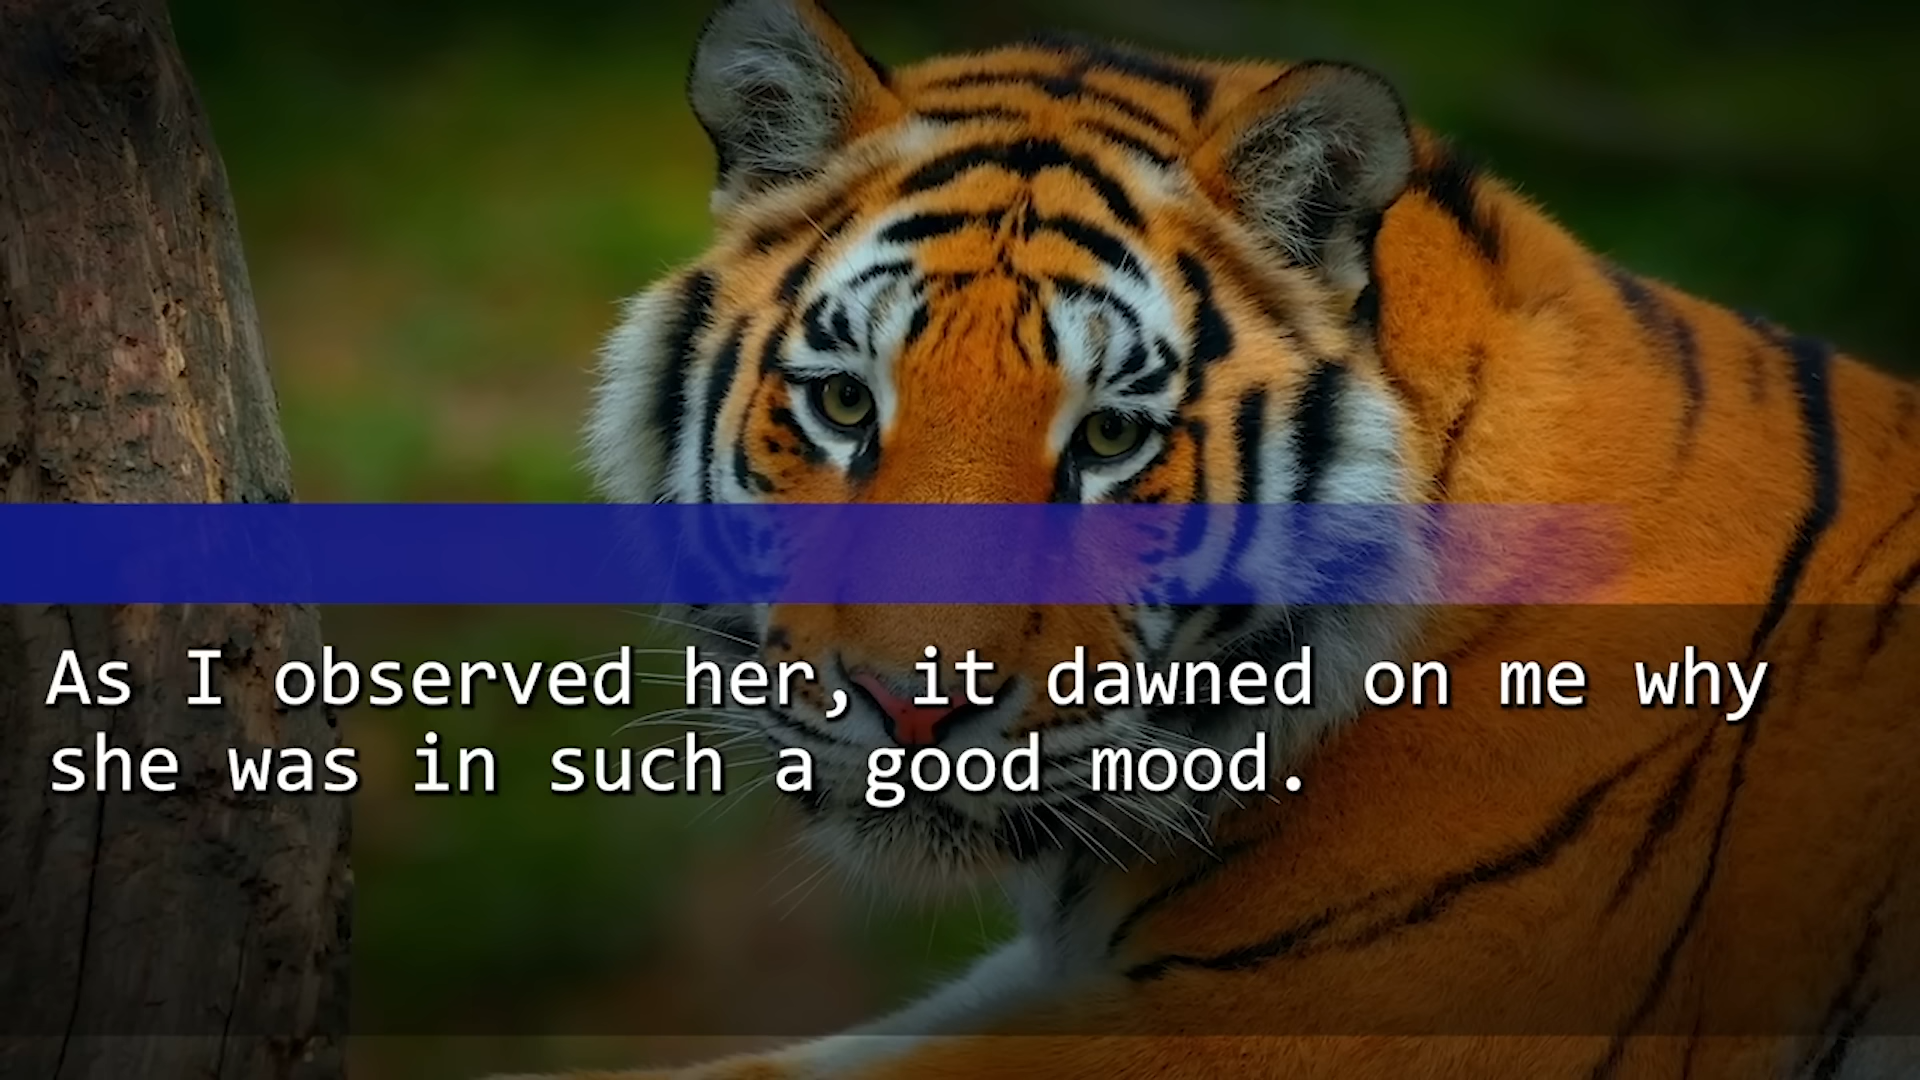 As I observed her, it dawned on me why
she was in such a good mood.